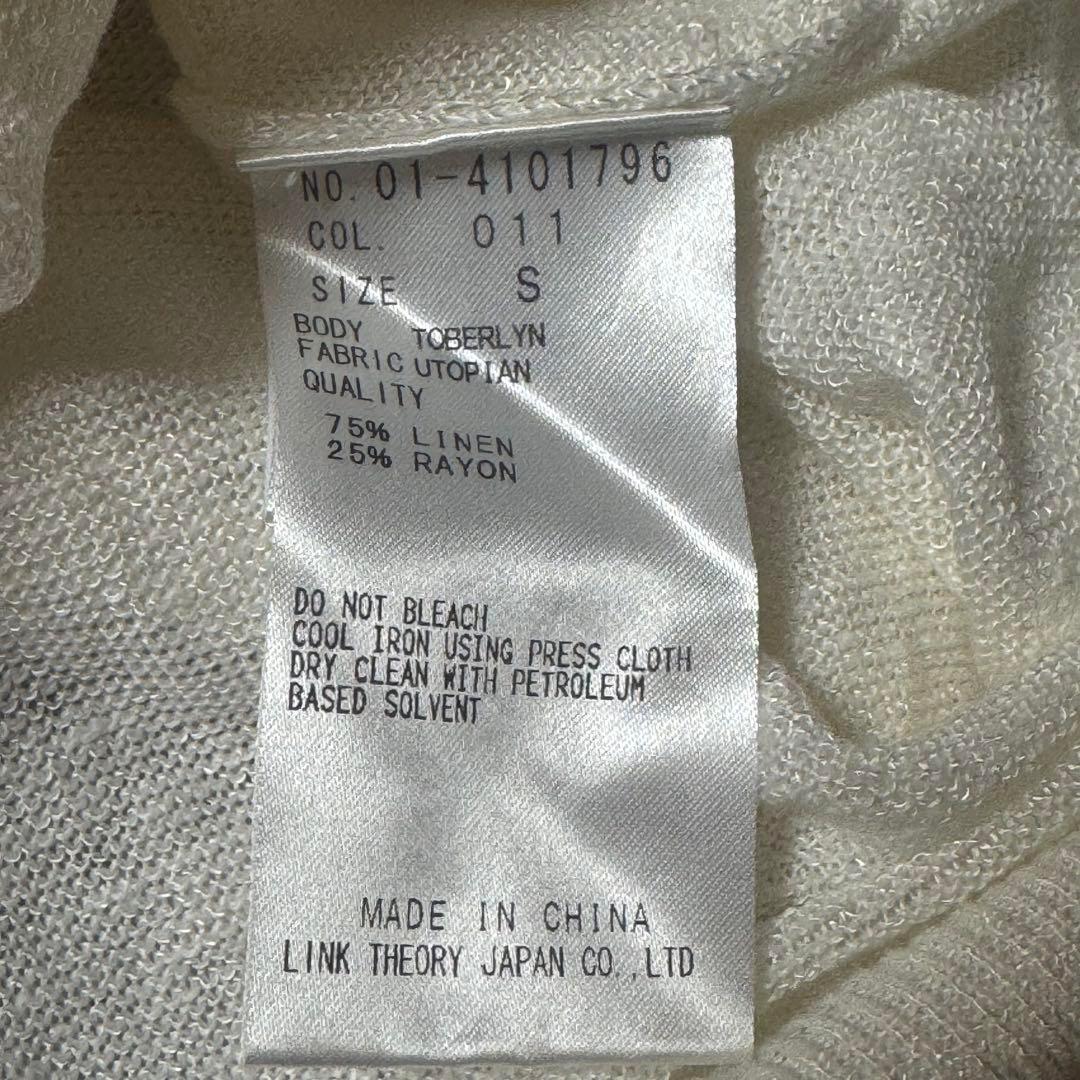 NO. 01-4101796
COL. 011
SIZE S
BODY TOBERLYN
FABRIC UTOPIAN
QUALITY
75% LINEN
25% RAYON
DO NOT BLEACH
COOL IRON USING PRESS CLOTH
DRY CLEAN WITH PETROLEUM
BASED SOLVENT
MADE IN CHINA
LINK THEORY JAPAN CO.,LTD